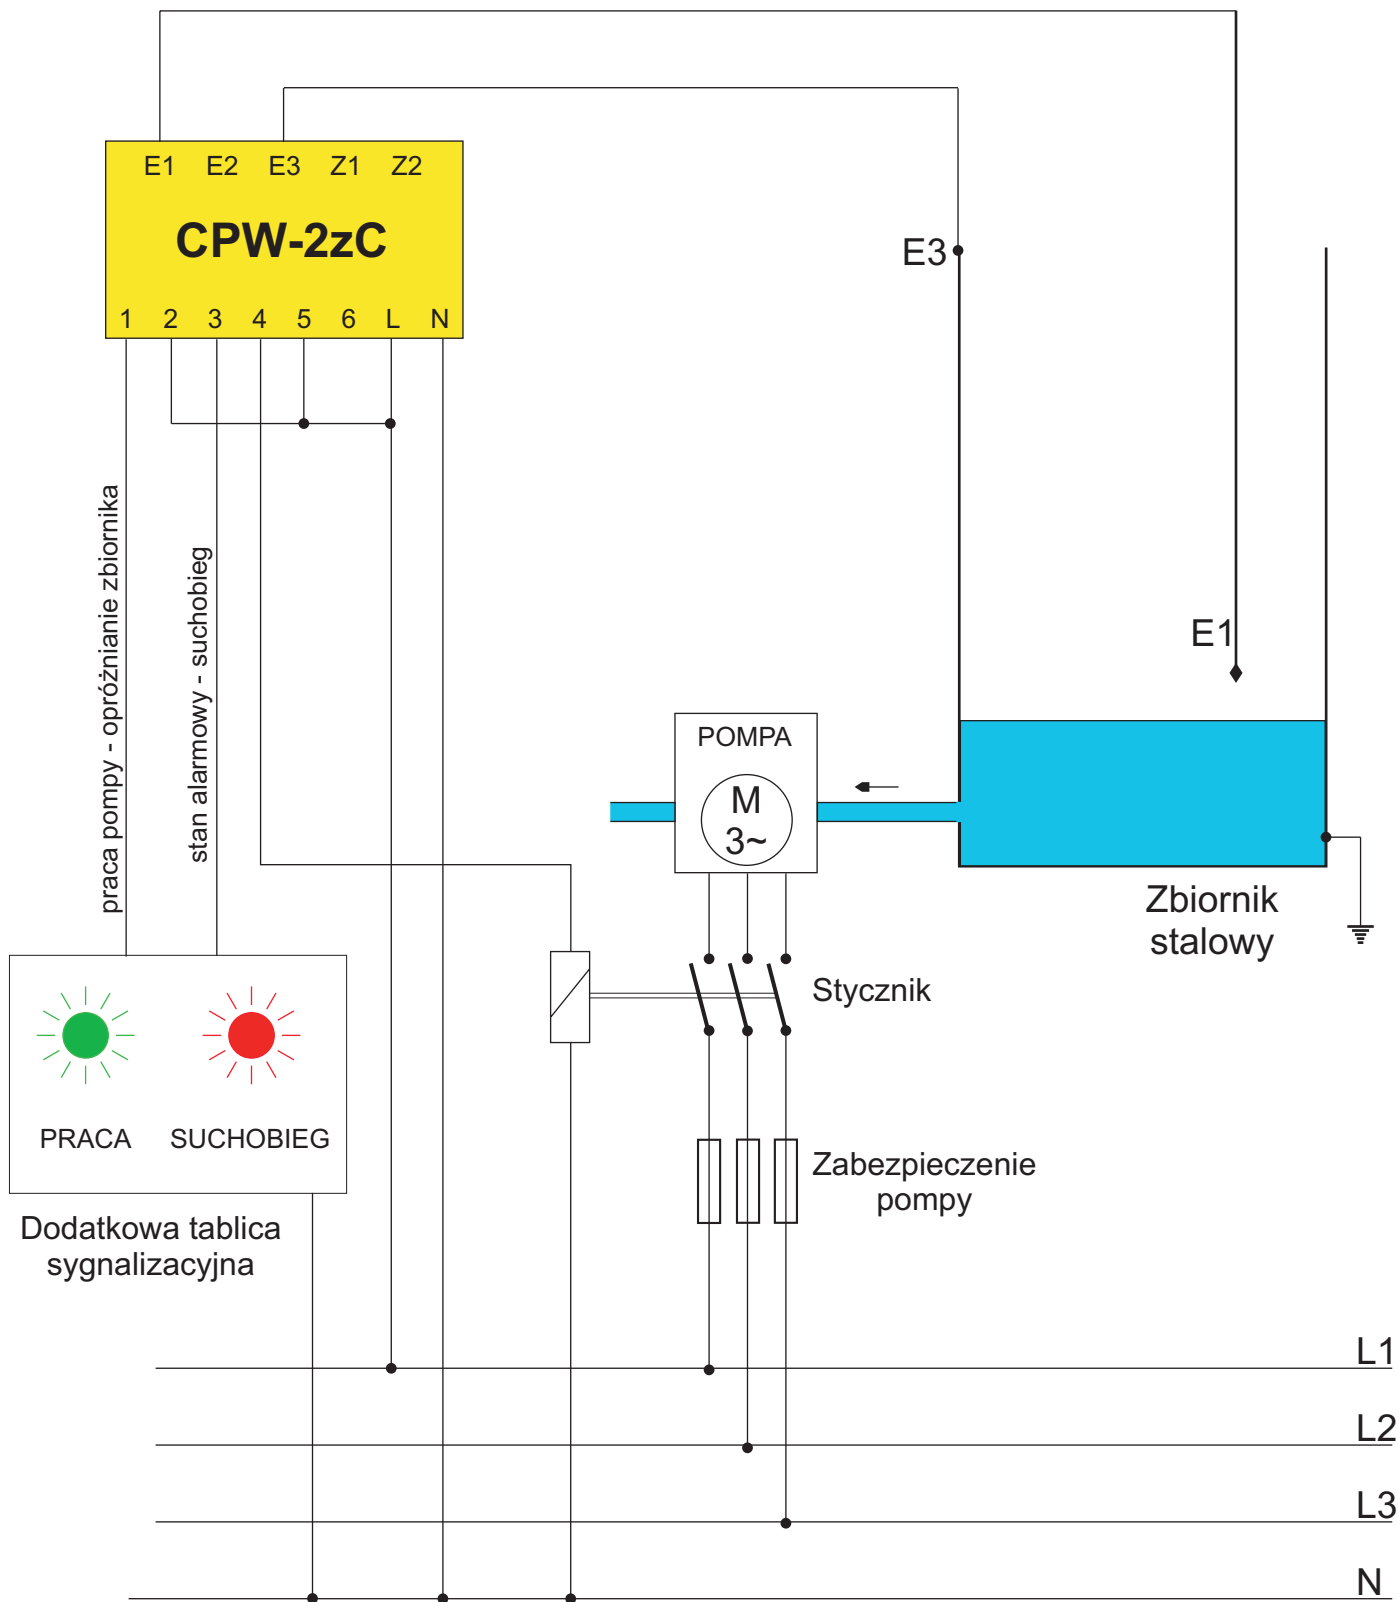 E1 E2 E3 Z1 Z2
CPW-2zC
1 2 3 4 5 6 L N
E3
praca pompy - opróżnianie zbiornika
stan alarmowy - suchobieg
E1
POMPA
M
3~
Zbiornik
stalowy
Stycznik
PRACA SUCHOBIEG
Zabezpieczenie
pompy
Dodatkowa tablica
sygnalizacyjna
L1
L2
L3
N